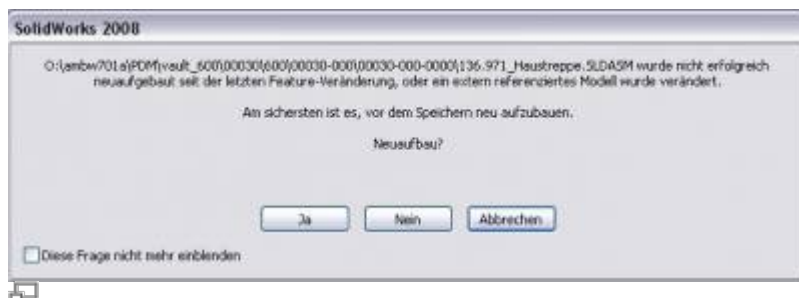 SolidWorks 2008
O:\ambw701a\PDM\vault_600\00030\600\00030-000\00030-000-0000\136.971_Haustreppe.SLDASM wurde nicht erfolgreich
neuaufgebaut seit der letzten Feature-Veränderung, oder ein extern referenziertes Modell wurde verändert.
Am sichersten ist es, vor dem Speichern neu aufzubauen.
Neuaufbau?
Ja Nein Abbrechen
Diese Frage nicht mehr einblenden